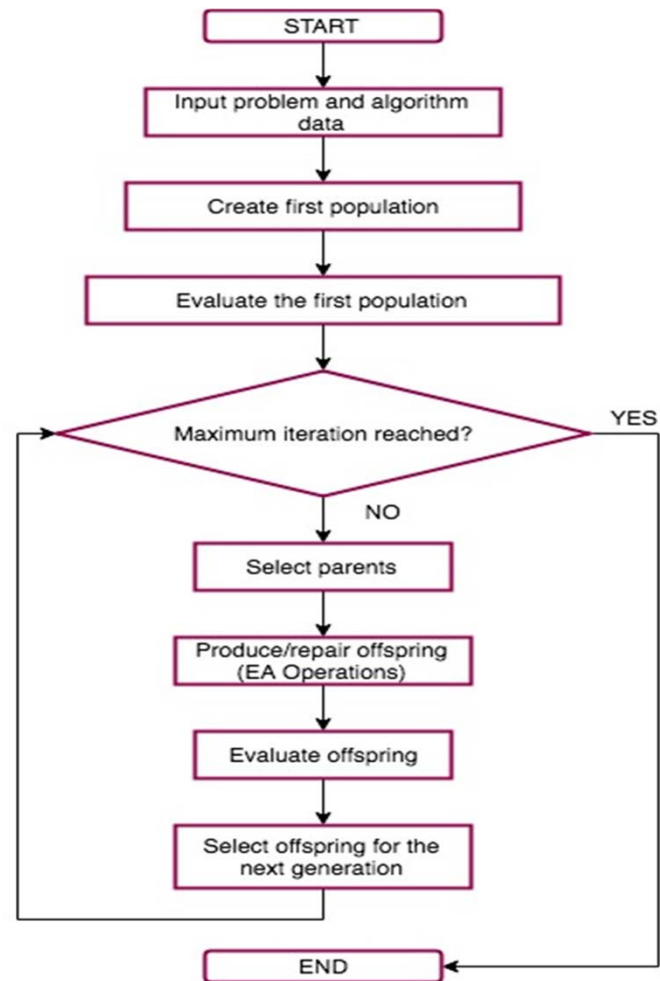 START
Input problem and algorithm
data
Create first population
Evaluate the first population
Maximum iteration reached?
YES
NO
Select parents
Produce/repair offspring
(EA Operations)
Evaluate offspring
Select offspring for the
next generation
END